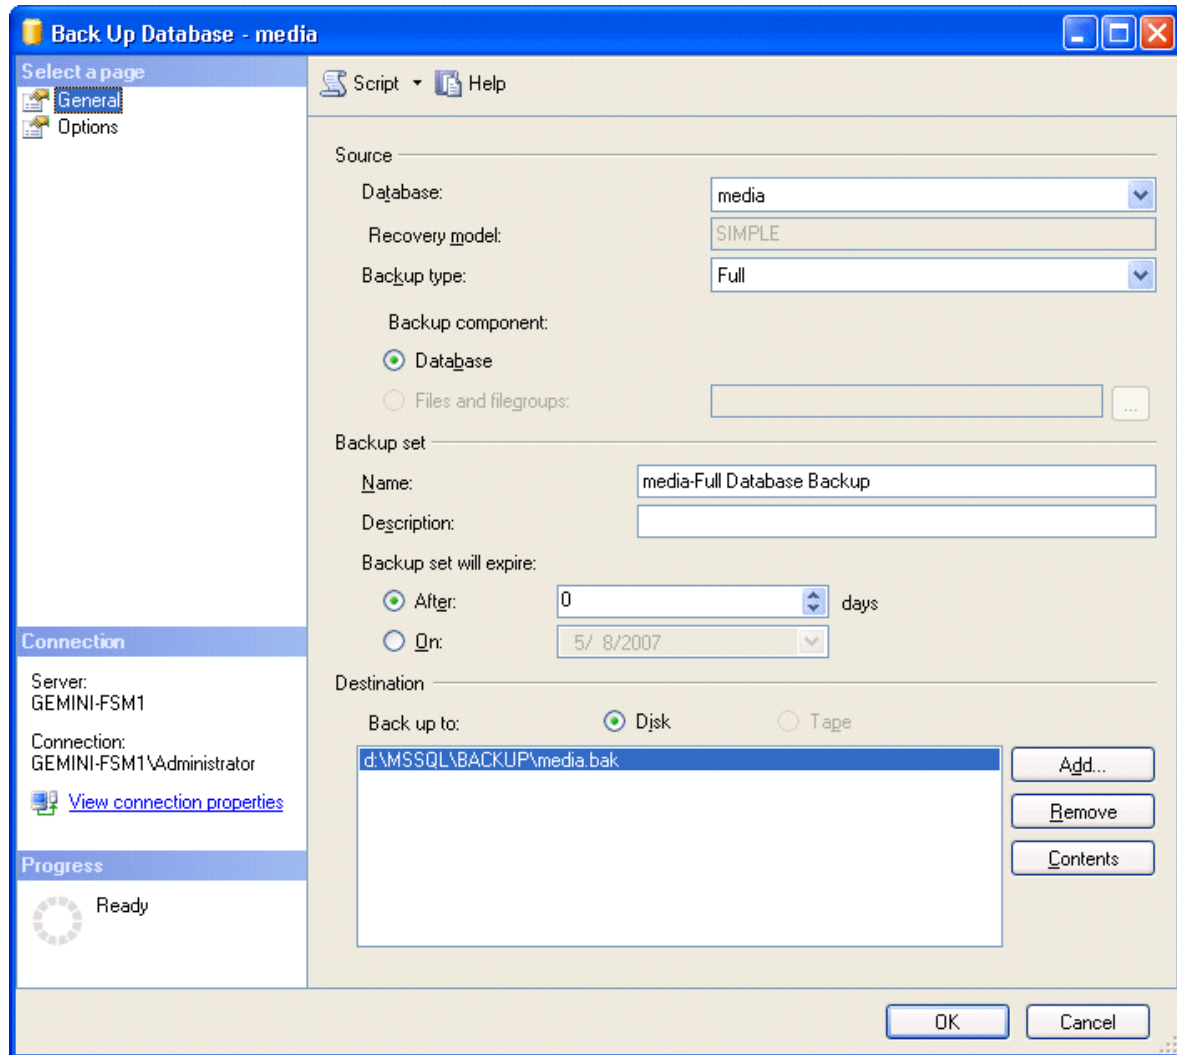 Back Up Database - media
Select a page
General
Options
Script
Help
Source
Database:
media
Recovery model:
SIMPLE
Backup type:
Full
Backup component:
Database
Files and filegroups:
...
Backup set
Name:
media-Full Database Backup
Description:
Backup set will expire:
After:
0
days
On:
5/ 8/2007
Destination
Back up to:
Disk
Tape
d:\MSSQL\BACKUP\media.bak
Add...
Remove
Contents
Connection
Server:
GEMINI-FSM1
Connection:
GEMINI-FSM1\Administrator
View connection properties
Progress
Ready
OK
Cancel